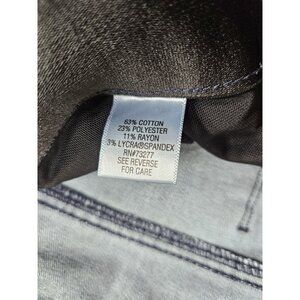 63% COTTON
23% POLYESTER
11% RAYON
3% LYCRA®SPANDEX
RN#73277
SEE REVERSE
FOR CARE